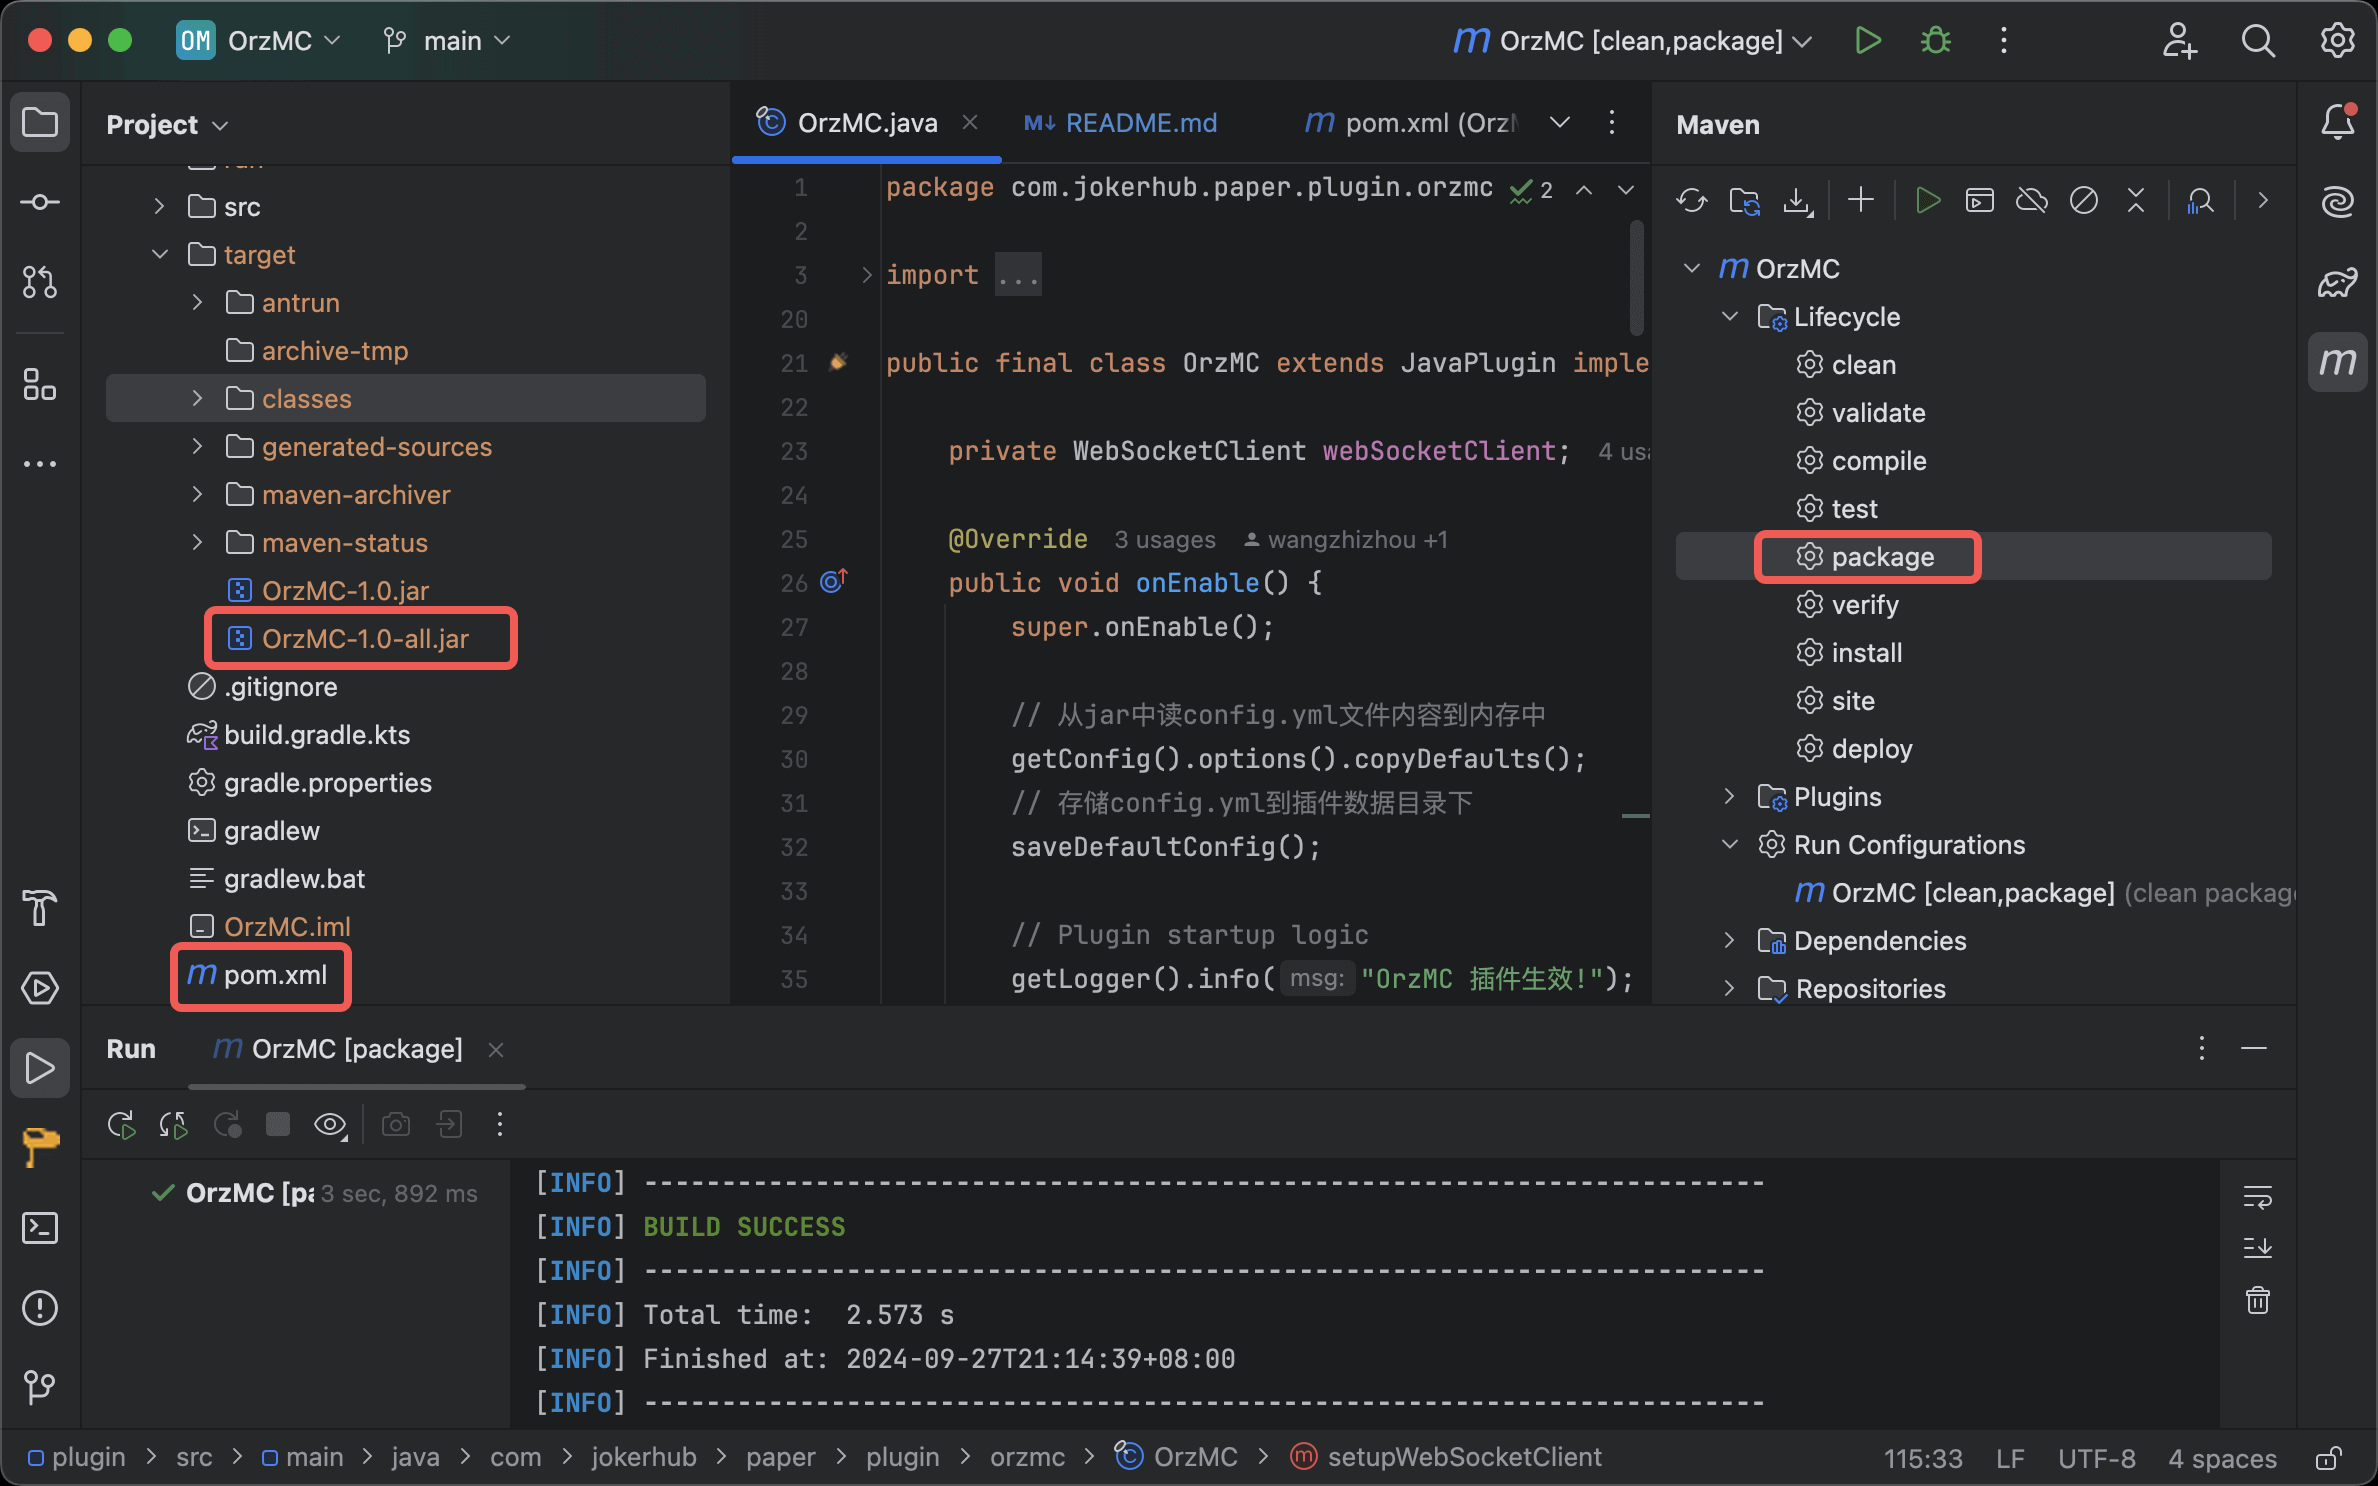 OM OrzMC main
m OrzMC [clean,package]
Project
src
target
antrun
archive-tmp
classes
generated-sources
maven-archiver
maven-status
OrzMC-1.0.jar
OrzMC-1.0-all.jar
.gitignore
build.gradle.kts
gradle.properties
gradlew
gradlew.bat
OrzMC.iml
m pom.xml
OrzMC.java M↓ README.md m pom.xml (Orz
1 package com.jokerhub.paper.plugin.orzmc 2
2
3 import ...
20
21 public final class OrzMC extends JavaPlugin imple
22
23 private WebSocketClient webSocketClient; 4 usa
24
25 @Override 3 usages wangzhizhou +1
26 public void onEnable() {
27 super.onEnable();
28
29 // 从jar中读config.yml文件内容到内存中
30 getConfig().options().copyDefaults();
31 // 存储config.yml到插件数据目录下
32 saveDefaultConfig();
33
34 // Plugin startup logic
35 getLogger().info( msg: "OrzMC 插件生效!");
Maven
m OrzMC
Lifecycle
clean
validate
compile
test
package
verify
install
site
deploy
Plugins
Run Configurations
m OrzMC [clean,package] (clean packag
Dependencies
Repositories
m
Run m OrzMC [package]
OrzMC [pa 3 sec, 892 ms
[INFO] ------------------------------------------------------------------------
[INFO] BUILD SUCCESS
[INFO] ------------------------------------------------------------------------
[INFO] Total time:  2.573 s
[INFO] Finished at: 2024-09-27T21:14:39+08:00
[INFO] ------------------------------------------------------------------------
plugin > src > main > java > com > jokerhub > paper > plugin > orzmc > OrzMC > m setupWebSocketClient 115:33 LF UTF-8 4 spaces